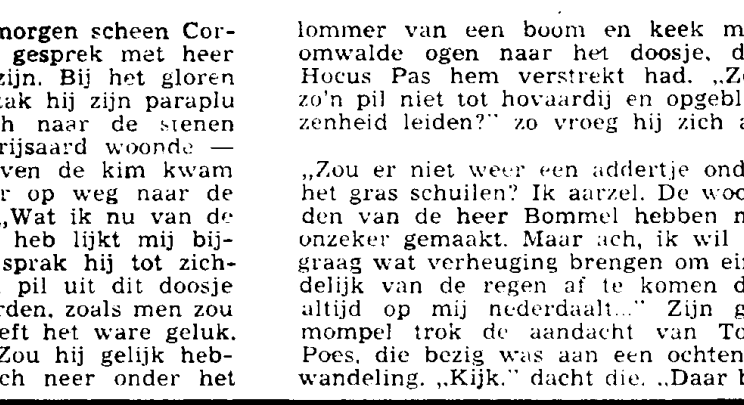 morgen scheen Cor-
gesprek met heer
zijn. Bij het gloren
tak hij zijn paraplu
h naar de stenen
rijsaard woonde —
ven de kim kwam
r op weg naar de
„Wat ik nu van de
heb lijkt mij bij-
sprak hij tot zich-
pil uit dit doosje
rden, zoals men zou
eeft het ware geluk.
Zou hij gelijk heb-
ch neer onder het
lommer van een boom en keek m
omwalde ogen naar het doosje, d
Hocus Pas hem verstrekt had. „Zo
zo'n pil niet tot hovaardij en opgebl
zenheid leiden?” zo vroeg hij zich a
„Zou er niet weer een addertje ond
het gras schuilen? Ik aarzel. De woo
den van de heer Bommel hebben m
onzeker gemaakt. Maar ach, ik wil
graag wat verheuging brengen om ein
delijk van de regen af te komen d
altijd op mij nederdaalt...” Zijn g
mompel trok de aandacht van To
Poes, die bezig was aan een ochten
wandeling. „Kijk.” dacht die. „Daar b